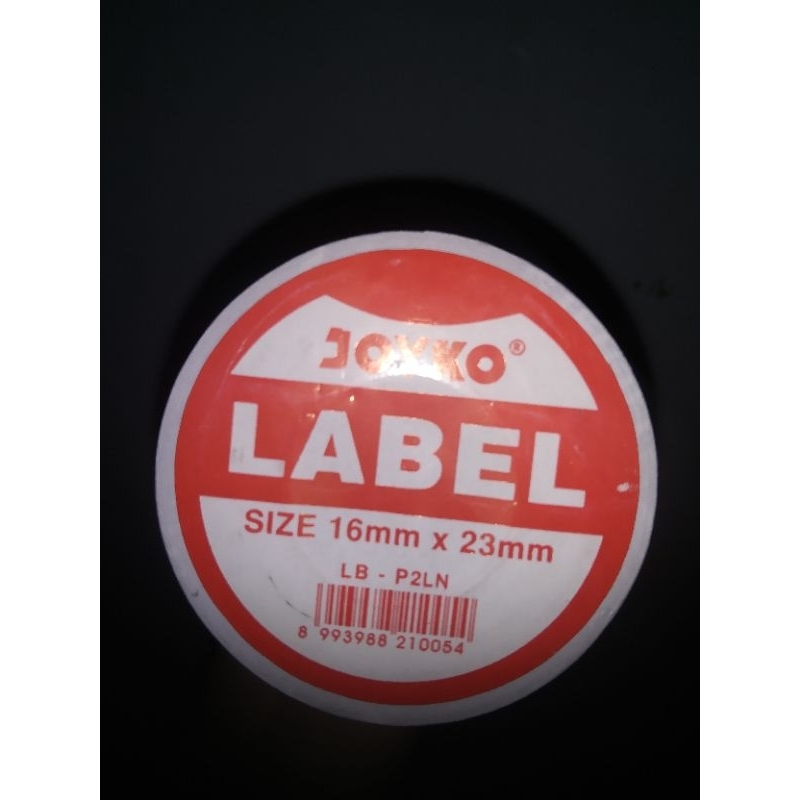 JOYKO®
LABEL
SIZE 16mm x 23mm
LB - P2LN
8 993988 210054